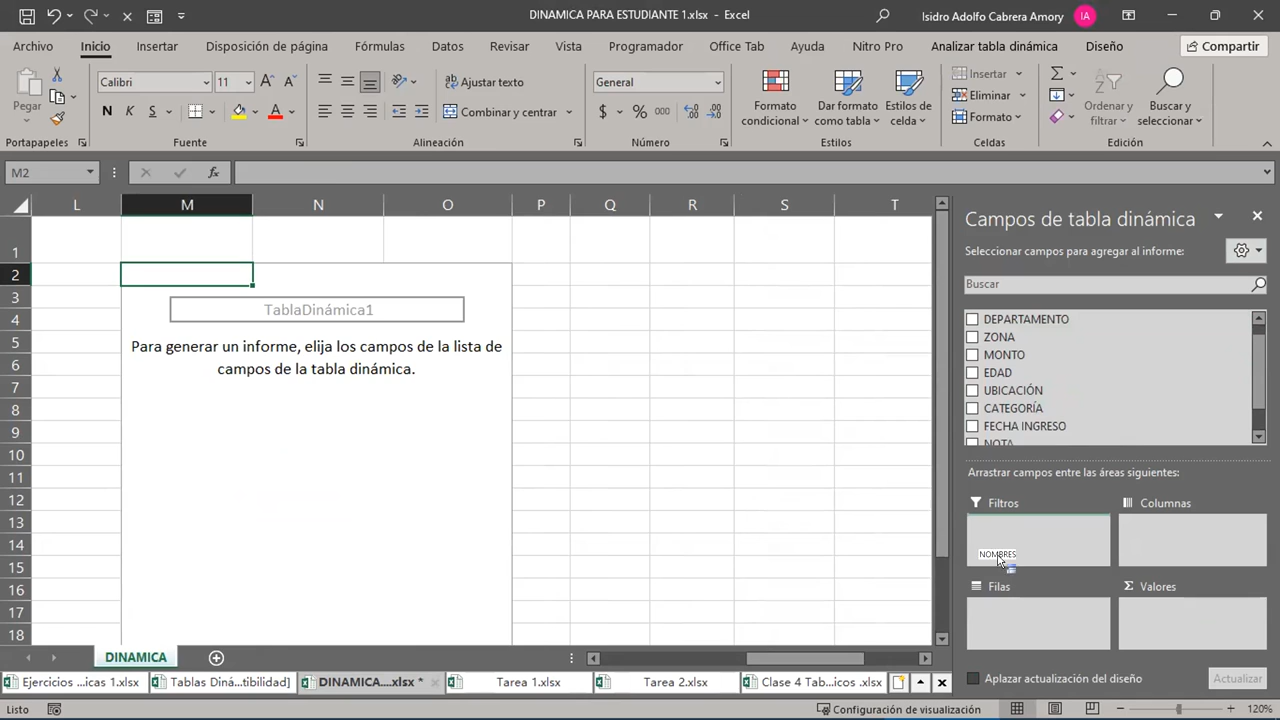 DINAMICA PARA ESTUDIANTE 1.xlsx - Excel
Isidro Adolfo Cabrera Amory
IA
Archivo Inicio Insertar Disposición de página Fórmulas Datos Revisar Vista Programador Office Tab Ayuda Nitro Pro Analizar tabla dinámica Diseño Compartir
Pegar
Calibri 11
N K S
Ajustar texto
Combinar y centrar
General
$ % 000
Formato condicional
Dar formato como tabla
Estilos de celda
Insertar
Eliminar
Formato
Ordenar y filtrar
Buscar y seleccionar
Portapapeles Fuente Alineación Número Estilos Celdas Edición
M2 fx
L M N O P Q R S T
1
2
3
4
5
6
7
8
9
10
11
12
13
14
15
16
17
18
TablaDinámica1
Para generar un informe, elija los campos de la lista de
campos de la tabla dinámica.
Campos de tabla dinámica
Seleccionar campos para agregar al informe:
Buscar
DEPARTAMENTO
ZONA
MONTO
EDAD
UBICACIÓN
CATEGORÍA
FECHA INGRESO
NOTA
Arrastrar campos entre las áreas siguientes:
Filtros Columnas
NOMBRES
Filas Σ Valores
Aplazar actualización del diseño Actualizar
DINAMICA
Ejercicios ...icas 1.xlsx Tablas Diná...tibilidad] DINAMICA....xlsx * Tarea 1.xlsx Tarea 2.xlsx Clase 4 Tab...icos .xlsx
Listo Configuración de visualización 120%